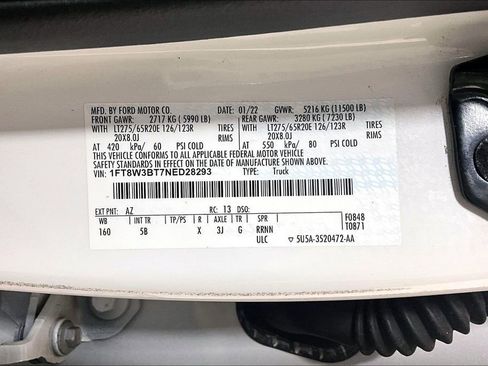 MFD. BY FORD MOTOR CO. DATE: 01/22 GVWR: 5216 KG (11500 LB)
FRONT GAWR: 2717 KG (5990 LB) REAR GAWR: 3280 KG (7230 LB)
WITH LT275/65R20E 126/123R TIRES WITH LT275/65R20E 126/123R TIRES
20X8.0J RIMS 20X8.0J RIMS
AT 420 kPa/ 60 PSI COLD AT 550 kPa/ 80 PSI COLD
THIS VEHICLE CONFORMS TO ALL APPLICABLE FEDERAL MOTOR VEHICLE
SAFETY STANDARDS IN EFFECT ON THE DATE OF MANUFACTURE SHOWN ABOVE.
VIN: 1FT8W3BT7NED28293 TYPE: Truck
EXT PNT: AZ RC: 13 DSO:
WB INT TR TP/PS R AXLE TR SPR F0848
160 5B X 3J G RRNN T0871
ULC ▽ 5U5A-3520472-AA